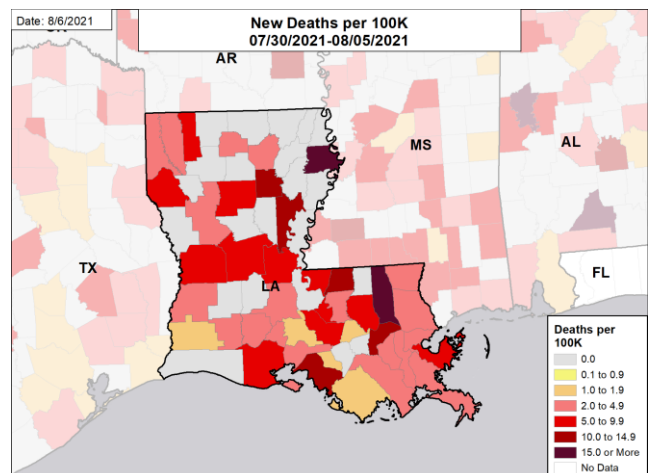 Date: 8/6/2021
New Deaths per 100K
07/30/2021-08/05/2021
AR
MS
AL
TX
LA
FL
Deaths per
100K
0.0
0.1 to 0.9
1.0 to 1.9
2.0 to 4.9
5.0 to 9.9
10.0 to 14.9
15.0 or More
No Data